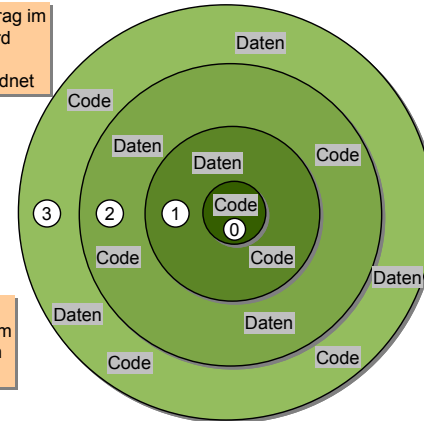 rag im
rd
dnet
Daten
Code
Daten
Code
Daten
Code
3
2
1
0
Code
Code
Daten
Daten
Daten
m
Code
Code